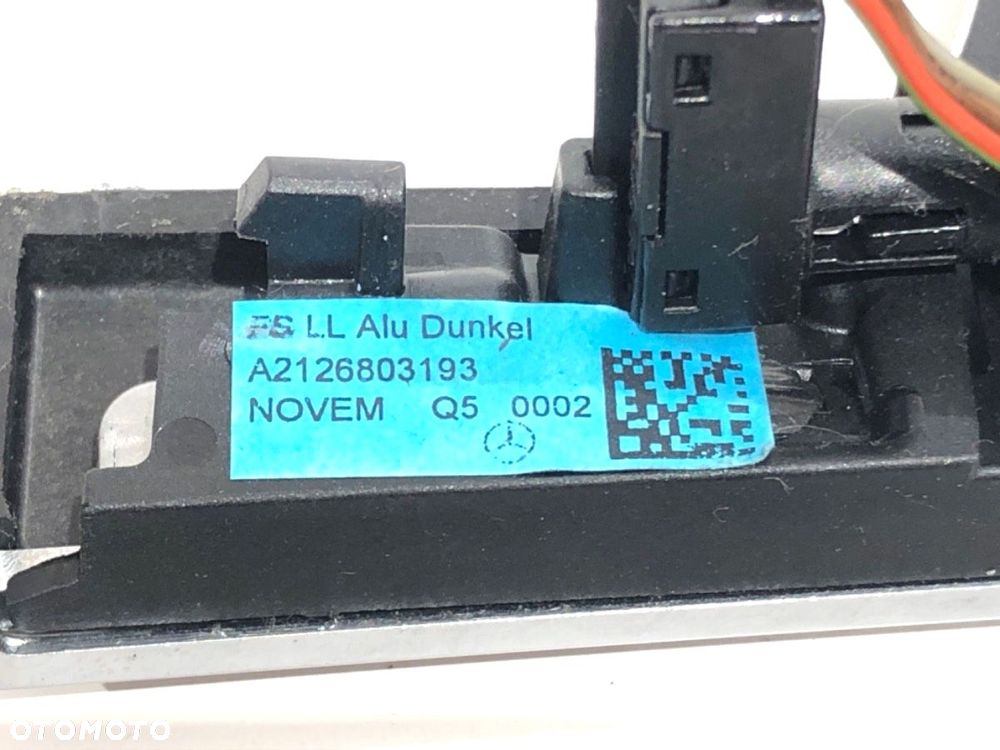 FS LL Alu Dunkel
A2126803193
NOVEM Q5 0002
OTOMOTO